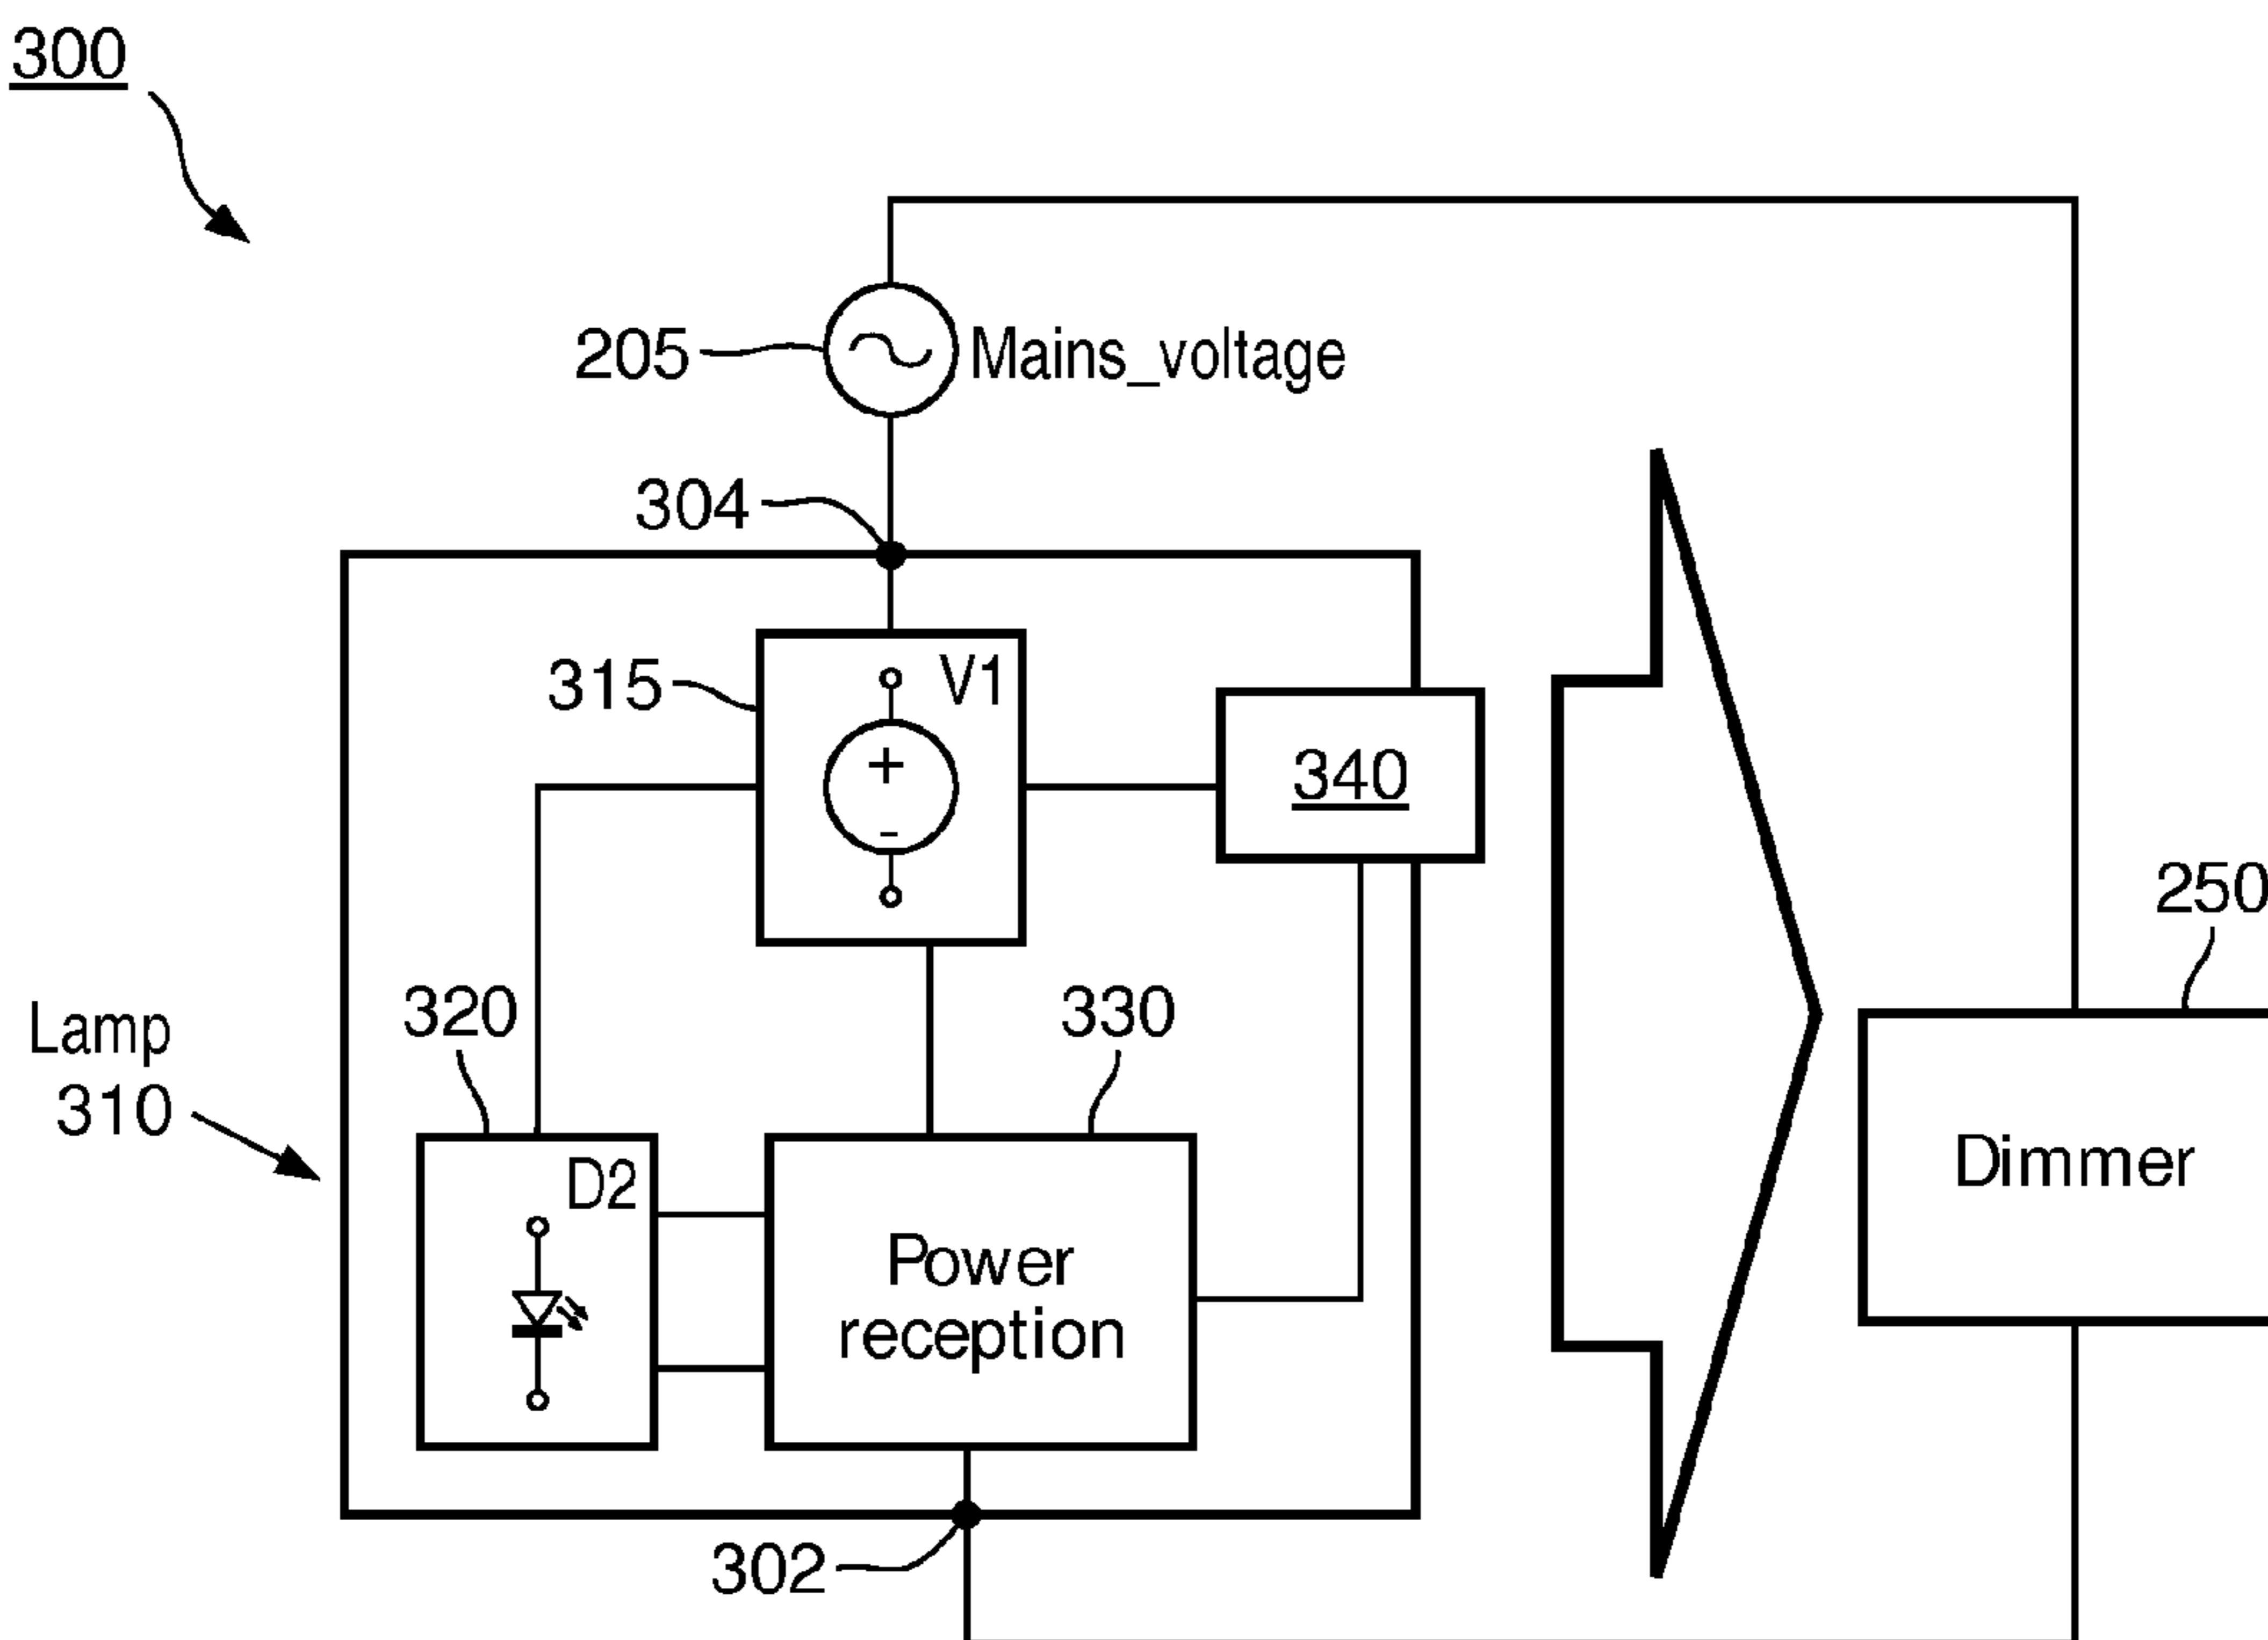 300
205
Mains_voltage
304
315
V1
+
-
340
250
Lamp
310
320
330
D2
Power
reception
Dimmer
302